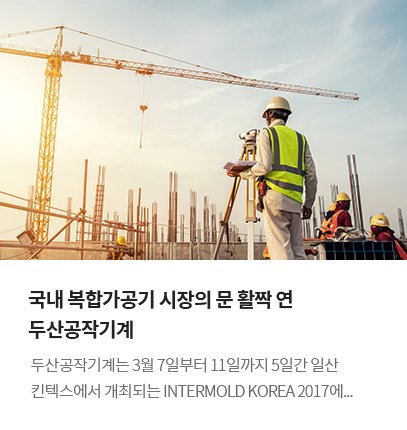 국내 복합가공기 시장의 문 활짝 연
두산공작기계
두산공작기계는 3월 7일부터 11일까지 5일간 일산
킨텍스에서 개최되는 INTERMOLD KOREA 2017에...